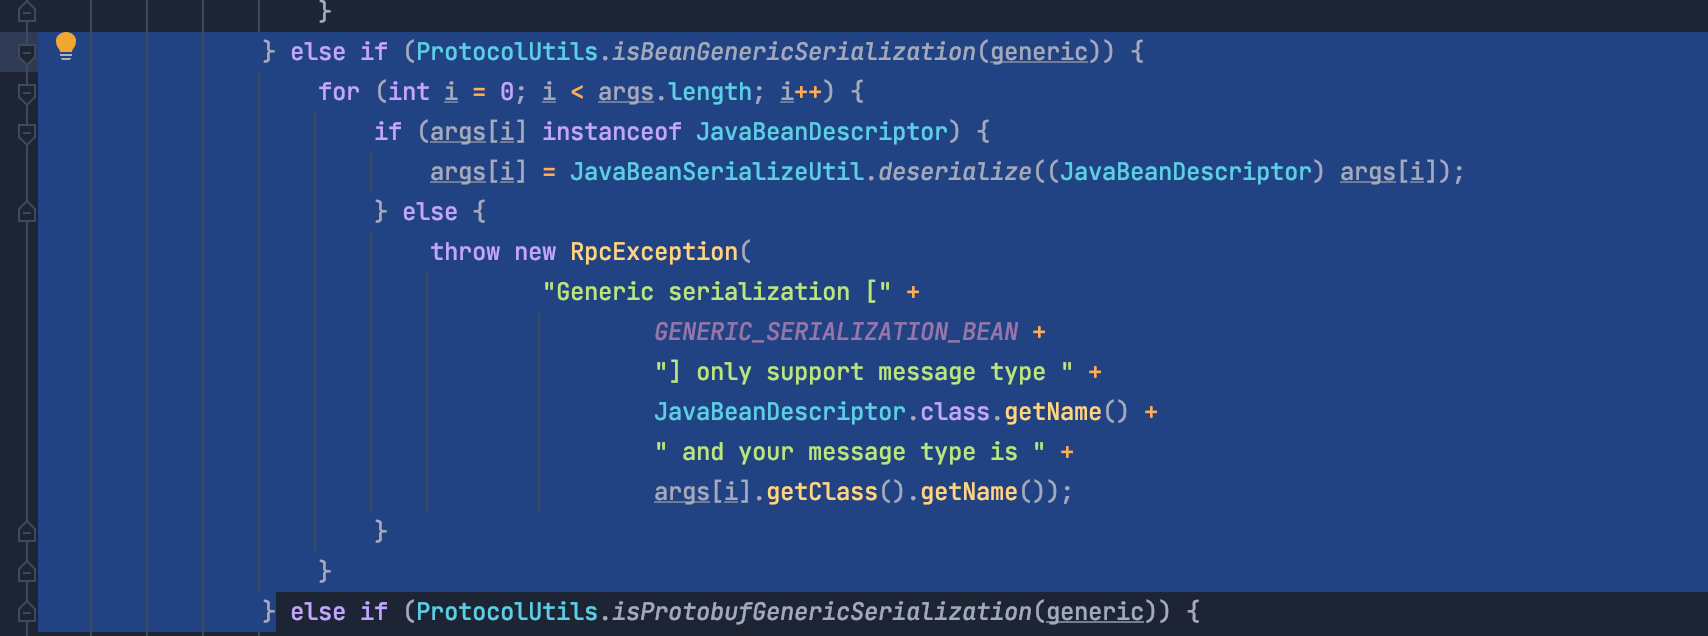 }
} else if (ProtocolUtils.isBeanGenericSerialization(generic)) {
for (int i = 0; i < args.length; i++) {
if (args[i] instanceof JavaBeanDescriptor) {
args[i] = JavaBeanSerializeUtil.deserialize((JavaBeanDescriptor) args[i]);
} else {
throw new RpcException(
"Generic serialization [" +
GENERIC_SERIALIZATION_BEAN +
"] only support message type " +
JavaBeanDescriptor.class.getName() +
" and your message type is " +
args[i].getClass().getName());
}
}
} else if (ProtocolUtils.isProtobufGenericSerialization(generic)) {